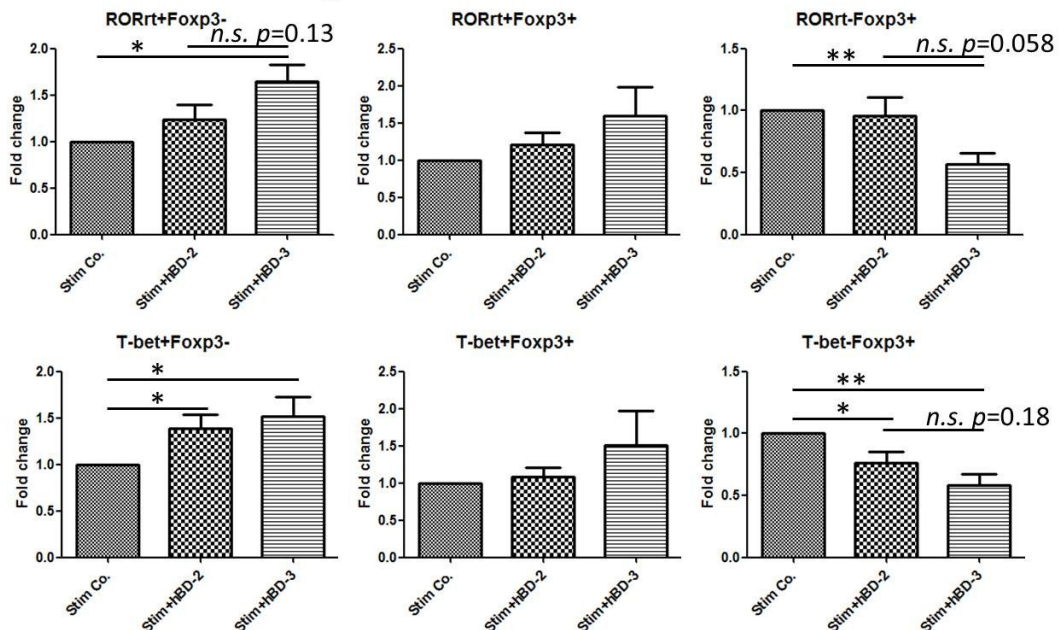 RORrt+Foxp3-
n.s. p=0.13
*
2.0
1.5
1.0
0.5
0.0
Fold change
Stim Co.
Stim+HBD-2
Stim+HBD-3
RORrt+Foxp3+
2.5
2.0
1.5
1.0
0.5
0.0
Fold change
Stim Co.
Stim+HBD-2
Stim+HBD-3
RORrt-Foxp3+
n.s. p=0.058
**
1.5
1.0
0.5
0.0
Fold change
Stim Co.
Stim+HBD-2
Stim+HBD-3
T-bet+Foxp3-
*
*
2.0
1.5
1.0
0.5
0.0
Fold change
Stim Co.
Stim+HBD-2
Stim+HBD-3
T-bet+Foxp3+
2.5
2.0
1.5
1.0
0.5
0.0
Fold change
Stim Co.
Stim+HBD-2
Stim+HBD-3
T-bet-Foxp3+
**
*
n.s. p=0.18
1.5
1.0
0.5
0.0
Fold change
Stim Co.
Stim+HBD-2
Stim+HBD-3